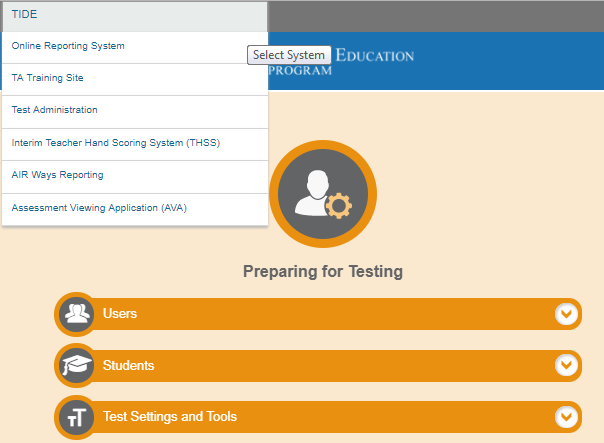 TIDE
Online Reporting System
Select System
EDUCATION
PROGRAM
TA Training Site
Test Administration
Interim Teacher Hand Scoring System (THSS)
AIR Ways Reporting
Assessment Viewing Application (AVA)
Preparing for Testing
Users
Students
Test Settings and Tools
TT